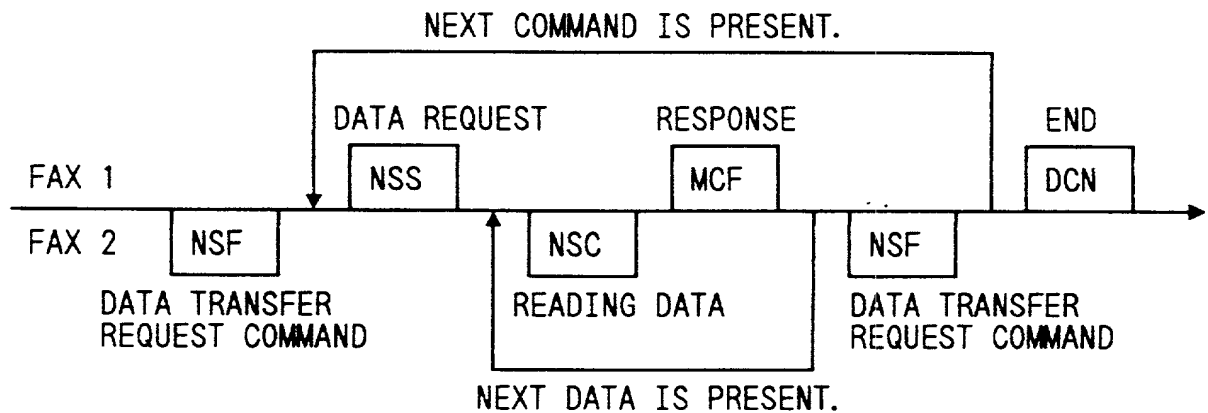 NEXT COMMAND IS PRESENT.
DATA REQUEST
RESPONSE
END
FAX 1
NSS
MCF
DCN
FAX 2
NSF
NSC
NSF
DATA TRANSFER
REQUEST COMMAND
READING DATA
DATA TRANSFER
REQUEST COMMAND
NEXT DATA IS PRESENT.